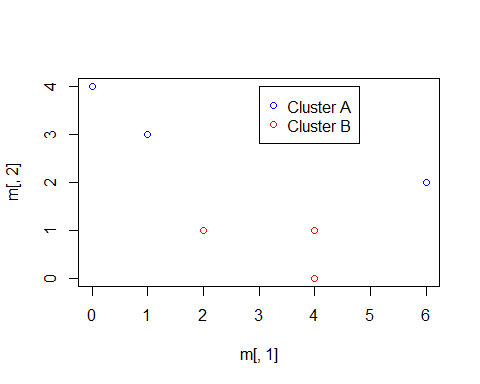 4
3
2
1
0
m[, 2]
Cluster A
Cluster B
0 1 2 3 4 5 6
m[, 1]